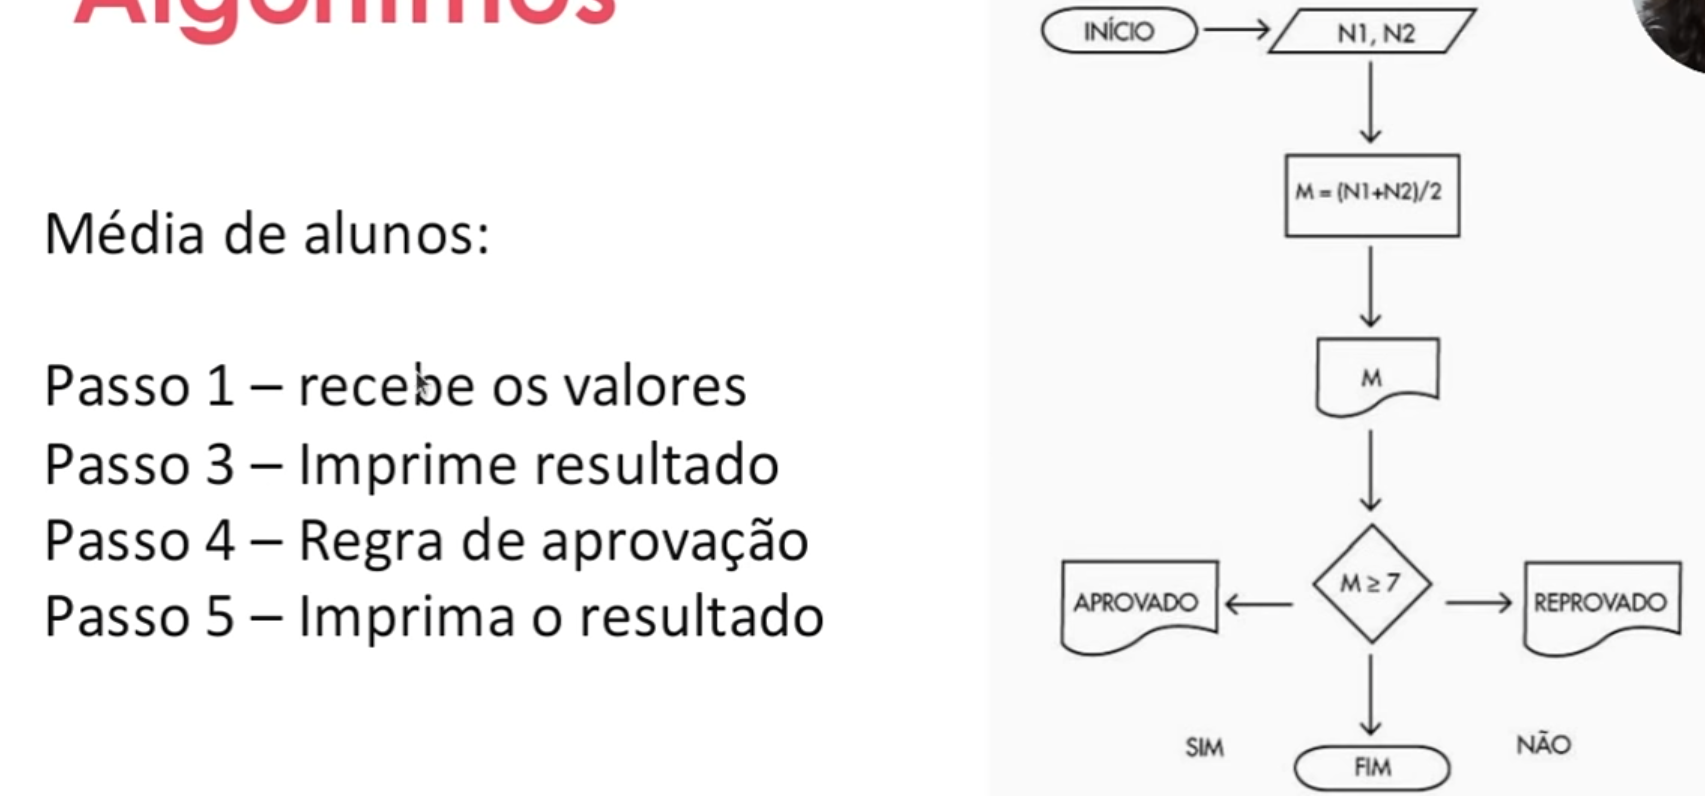 Algoritmos
Média de alunos:
Passo 1 – recebe os valores
Passo 3 – Imprime resultado
Passo 4 – Regra de aprovação
Passo 5 – Imprima o resultado
INÍCIO
N1, N2
M = (N1+N2)/2
M
M ≥ 7
APROVADO
REPROVADO
SIM
NÃO
FIM